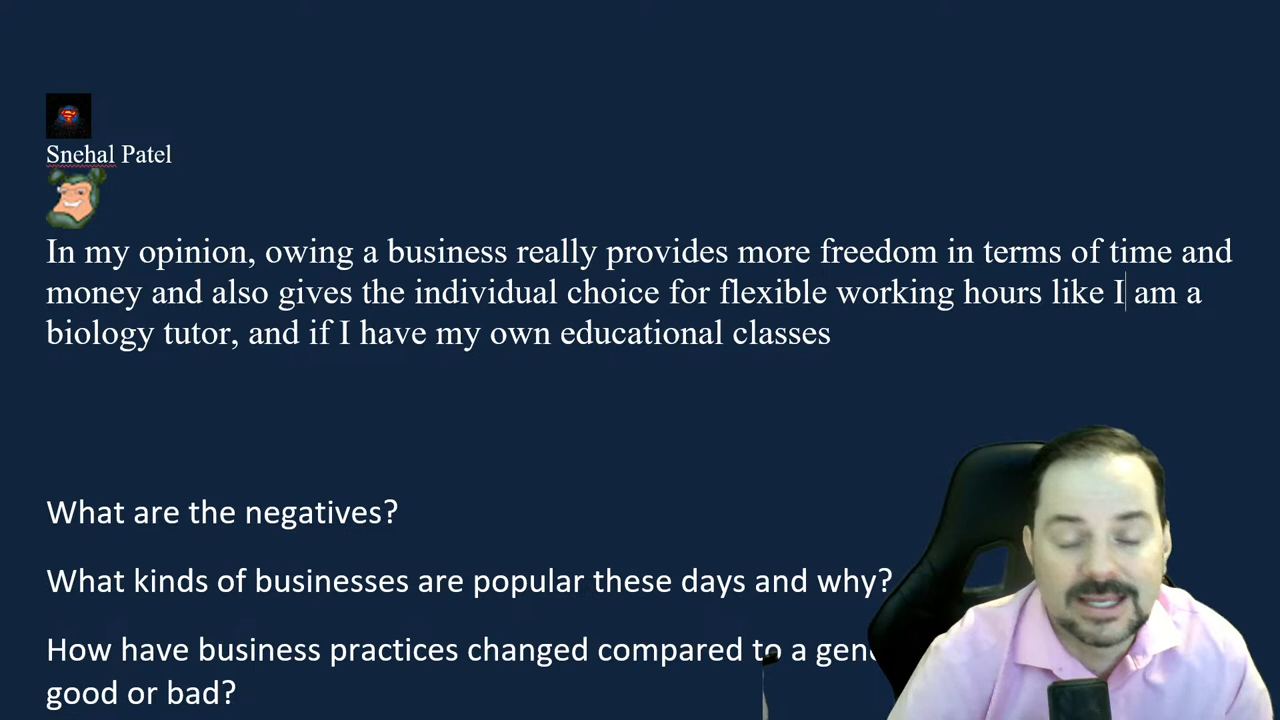 Snehal Patel
In my opinion, owing a business really provides more freedom in terms of time and
money and also gives the individual choice for flexible working hours like I am a
biology tutor, and if I have my own educational classes
What are the negatives?
What kinds of businesses are popular these days and why?
How have business practices changed compared to a
good or bad?